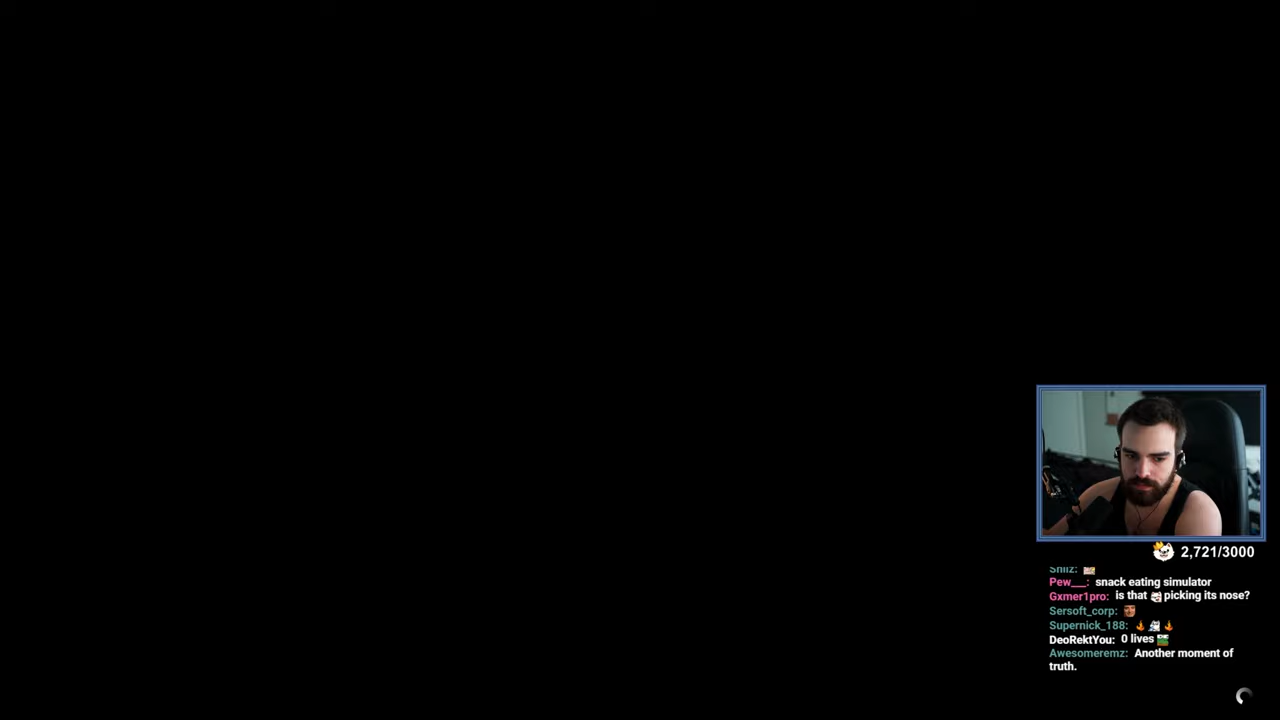 2,721/3000
Shiiz:
Pew___: snack eating simulator
Gxmer1pro: is that picking its nose?
Sersoft_corp:
Supernick_188:
DeoRektYou: 0 lives
Awesomeremz: Another moment of
truth.